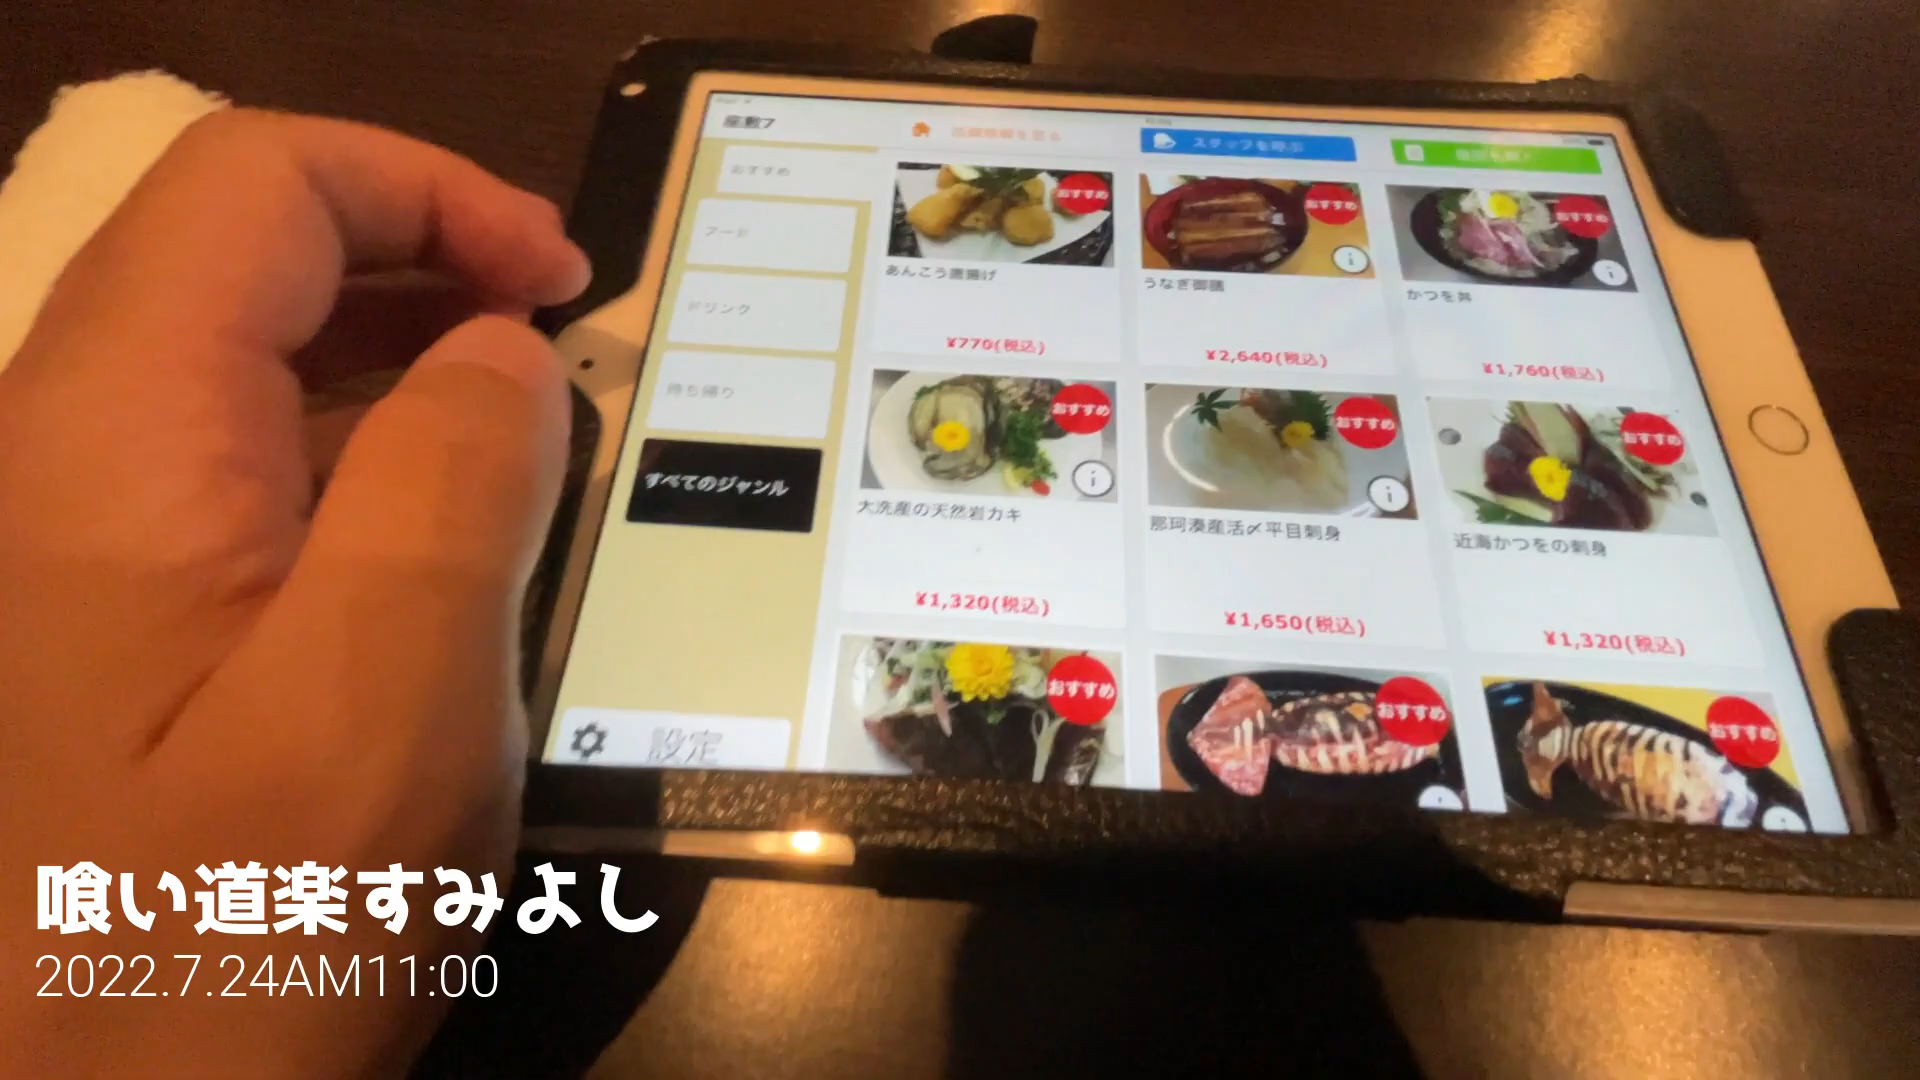 座敷7
スタッフを呼ぶ
おすすめ
フード
ドリンク
持ち帰り
すべてのジャンル
設定
おすすめ
おすすめ
おすすめ
あんこう唐揚げ
うなぎ御膳
かつを丼
¥770(税込)
¥2,640(税込)
¥1,760(税込)
おすすめ
おすすめ
おすすめ
大洗産の天然岩カキ
那珂湊産活〆平目刺身
近海かつをの刺身
¥1,320(税込)
¥1,650(税込)
¥1,320(税込)
おすすめ
おすすめ
おすすめ
喰い道楽すみよし
2022.7.24AM11:00